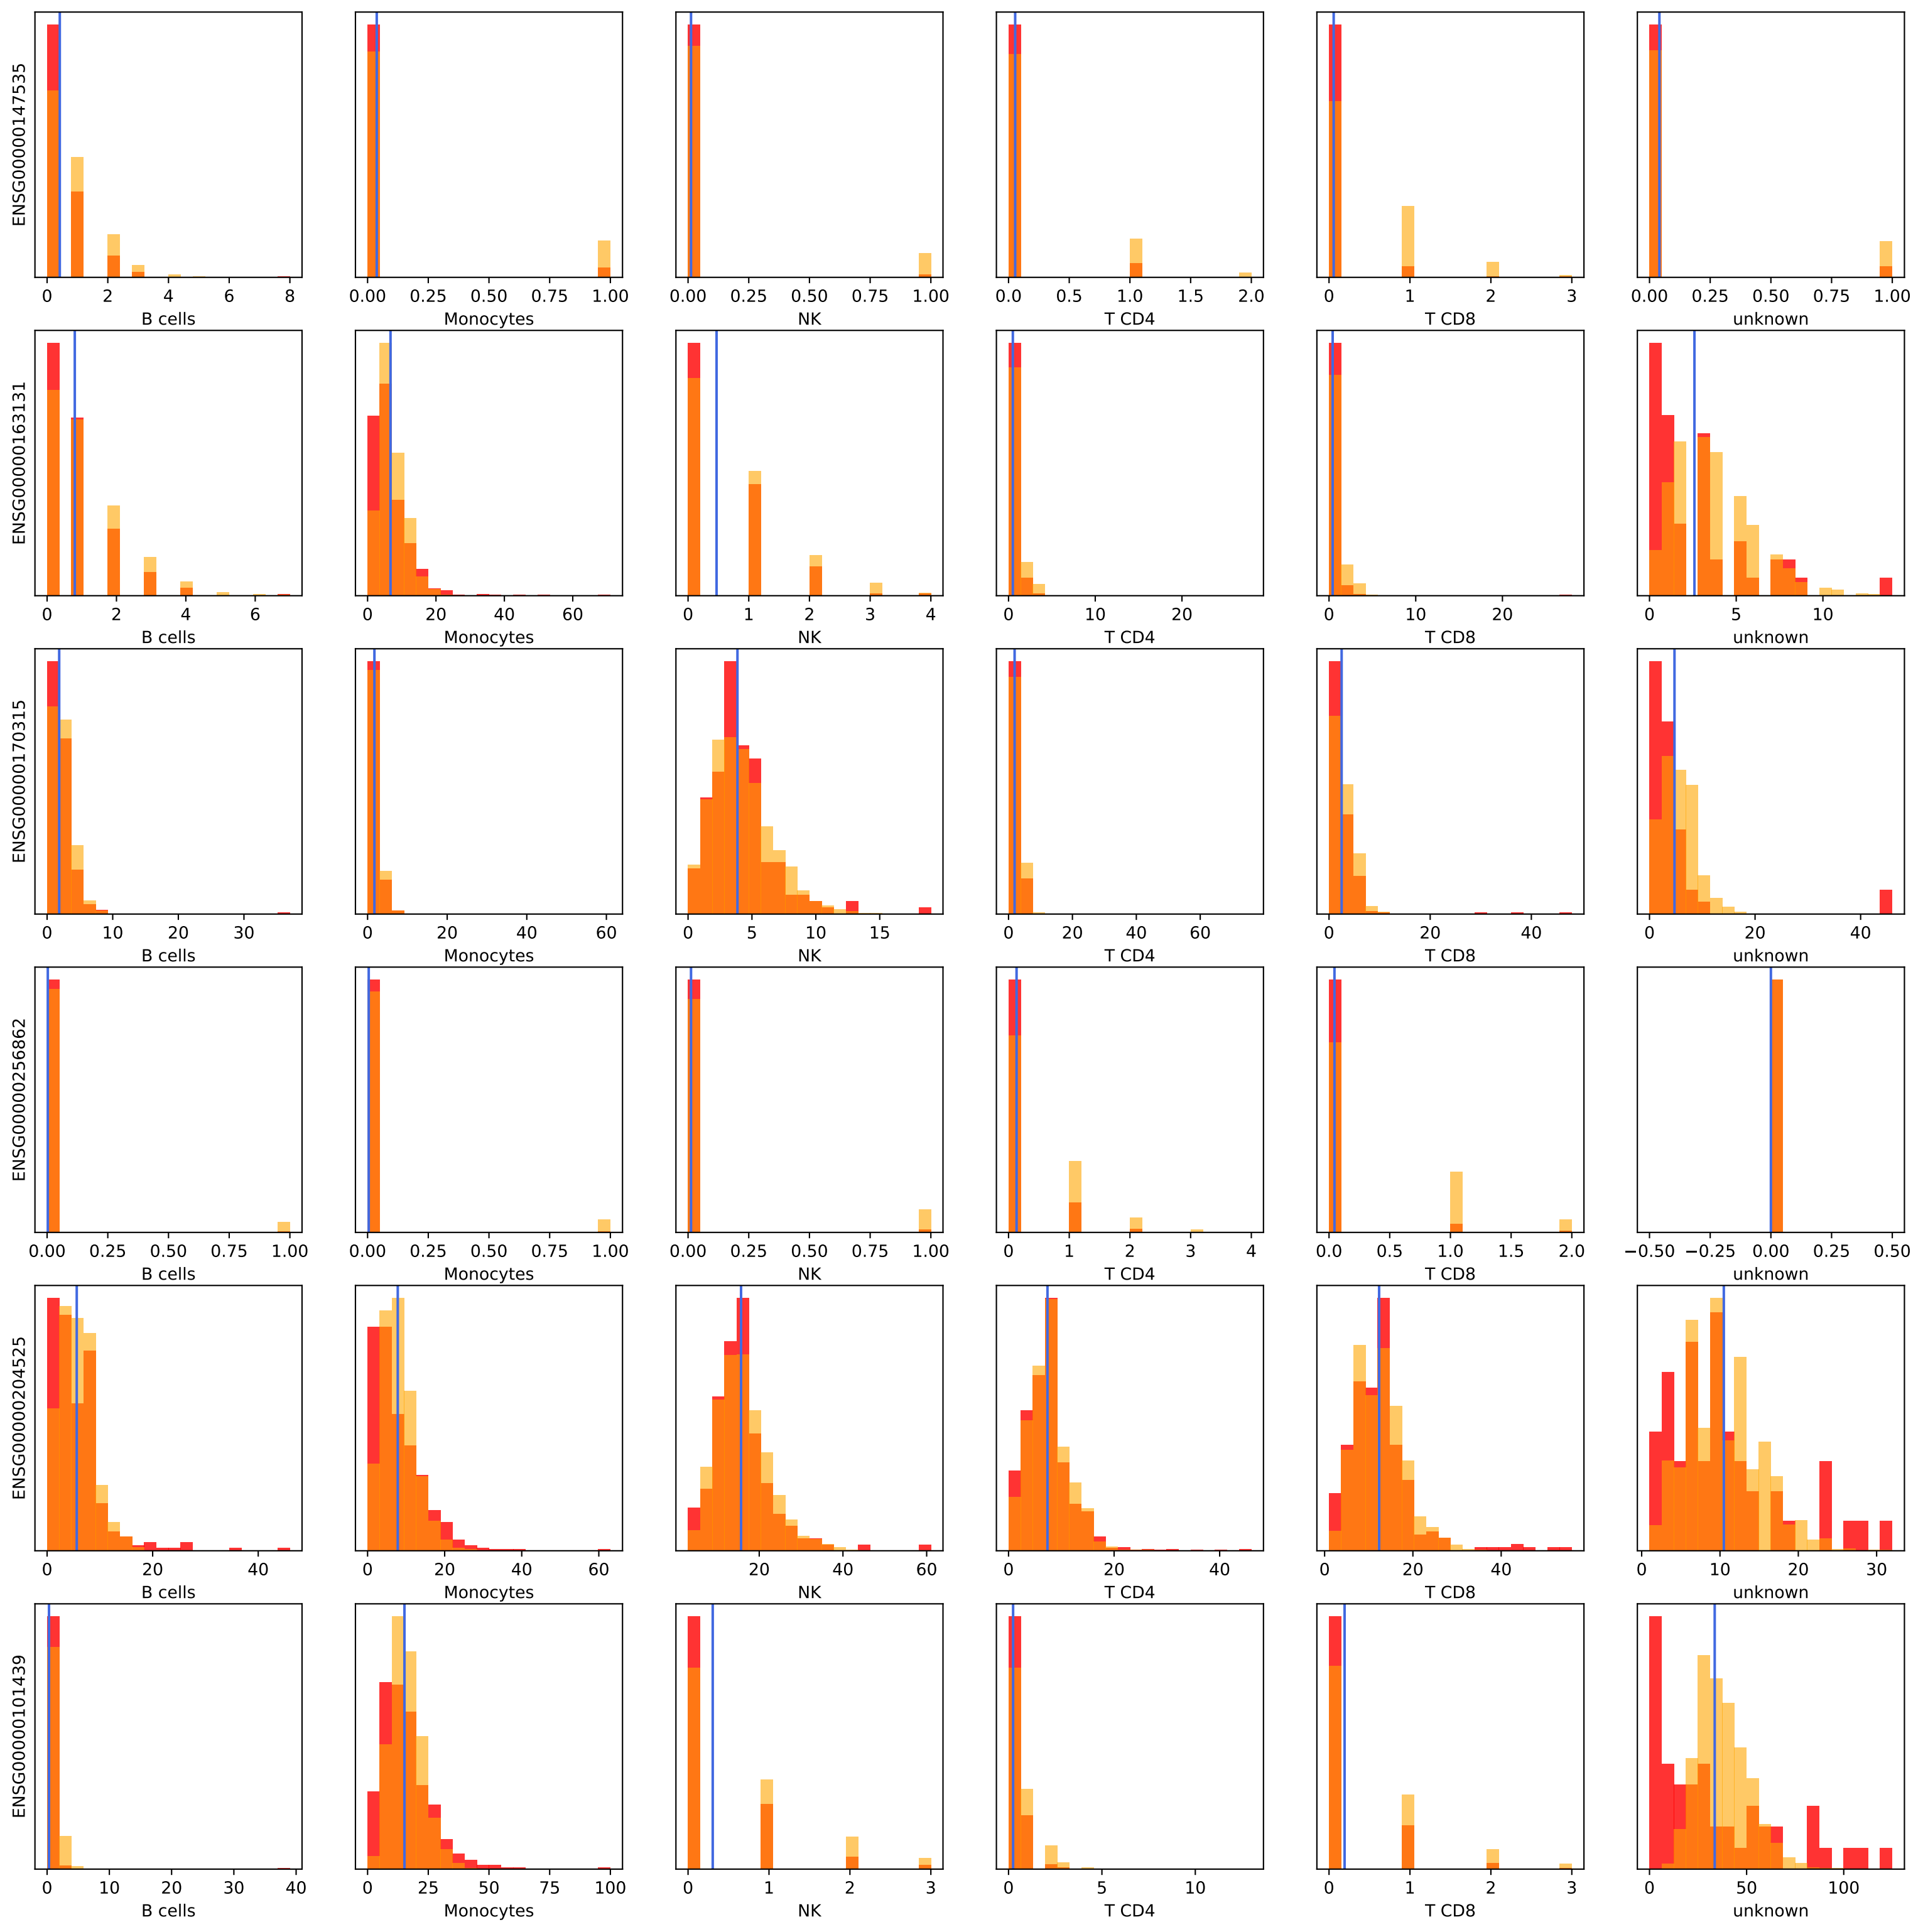 ENSG00000147535
0 2 4 6 8
B cells
0.00 0.25 0.50 0.75 1.00
Monocytes
0.00 0.25 0.50 0.75 1.00
NK
0.0 0.5 1.0 1.5 2.0
T CD4
0 1 2 3
T CD8
0.00 0.25 0.50 0.75 1.00
unknown
ENSG00000163131
0 2 4 6
B cells
0 20 40 60
Monocytes
0 1 2 3 4
NK
0 10 20
T CD4
0 10 20
T CD8
0 5 10
unknown
ENSG00000170315
0 10 20 30
B cells
0 20 40 60
Monocytes
0 5 10 15
NK
0 20 40 60
T CD4
0 20 40
T CD8
0 20 40
unknown
ENSG00000256862
0.00 0.25 0.50 0.75 1.00
B cells
0.00 0.25 0.50 0.75 1.00
Monocytes
0.00 0.25 0.50 0.75 1.00
NK
0 1 2 3 4
T CD4
0.0 0.5 1.0 1.5 2.0
T CD8
−0.50 −0.25 0.00 0.25 0.50
unknown
ENSG00000204525
0 20 40
B cells
0 20 40 60
Monocytes
20 40 60
NK
0 20 40
T CD4
0 20 40
T CD8
0 10 20 30
unknown
ENSG00000101439
0 10 20 30 40
B cells
0 25 50 75 100
Monocytes
0 1 2 3
NK
0 5 10
T CD4
0 1 2 3
T CD8
0 50 100
unknown